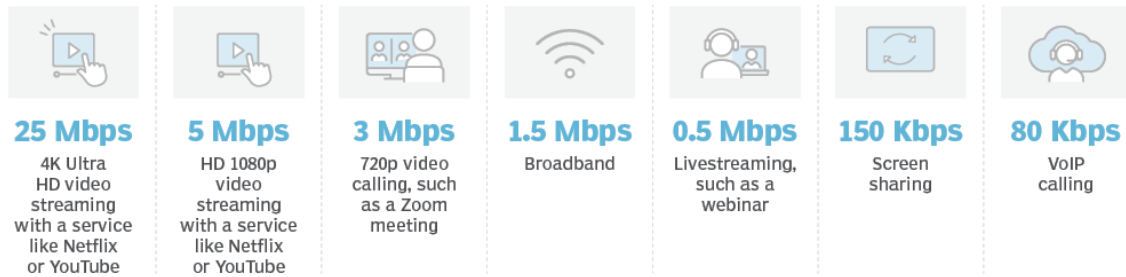 25 Mbps
4K Ultra
HD video
streaming
with a service
like Netflix
or YouTube
5 Mbps
HD 1080p
video
streaming
with a service
like Netflix
or YouTube
3 Mbps
720p video
calling, such
as a Zoom
meeting
1.5 Mbps
Broadband
0.5 Mbps
Livestreaming,
such as a
webinar
150 Kbps
Screen
sharing
80 Kbps
VoIP
calling